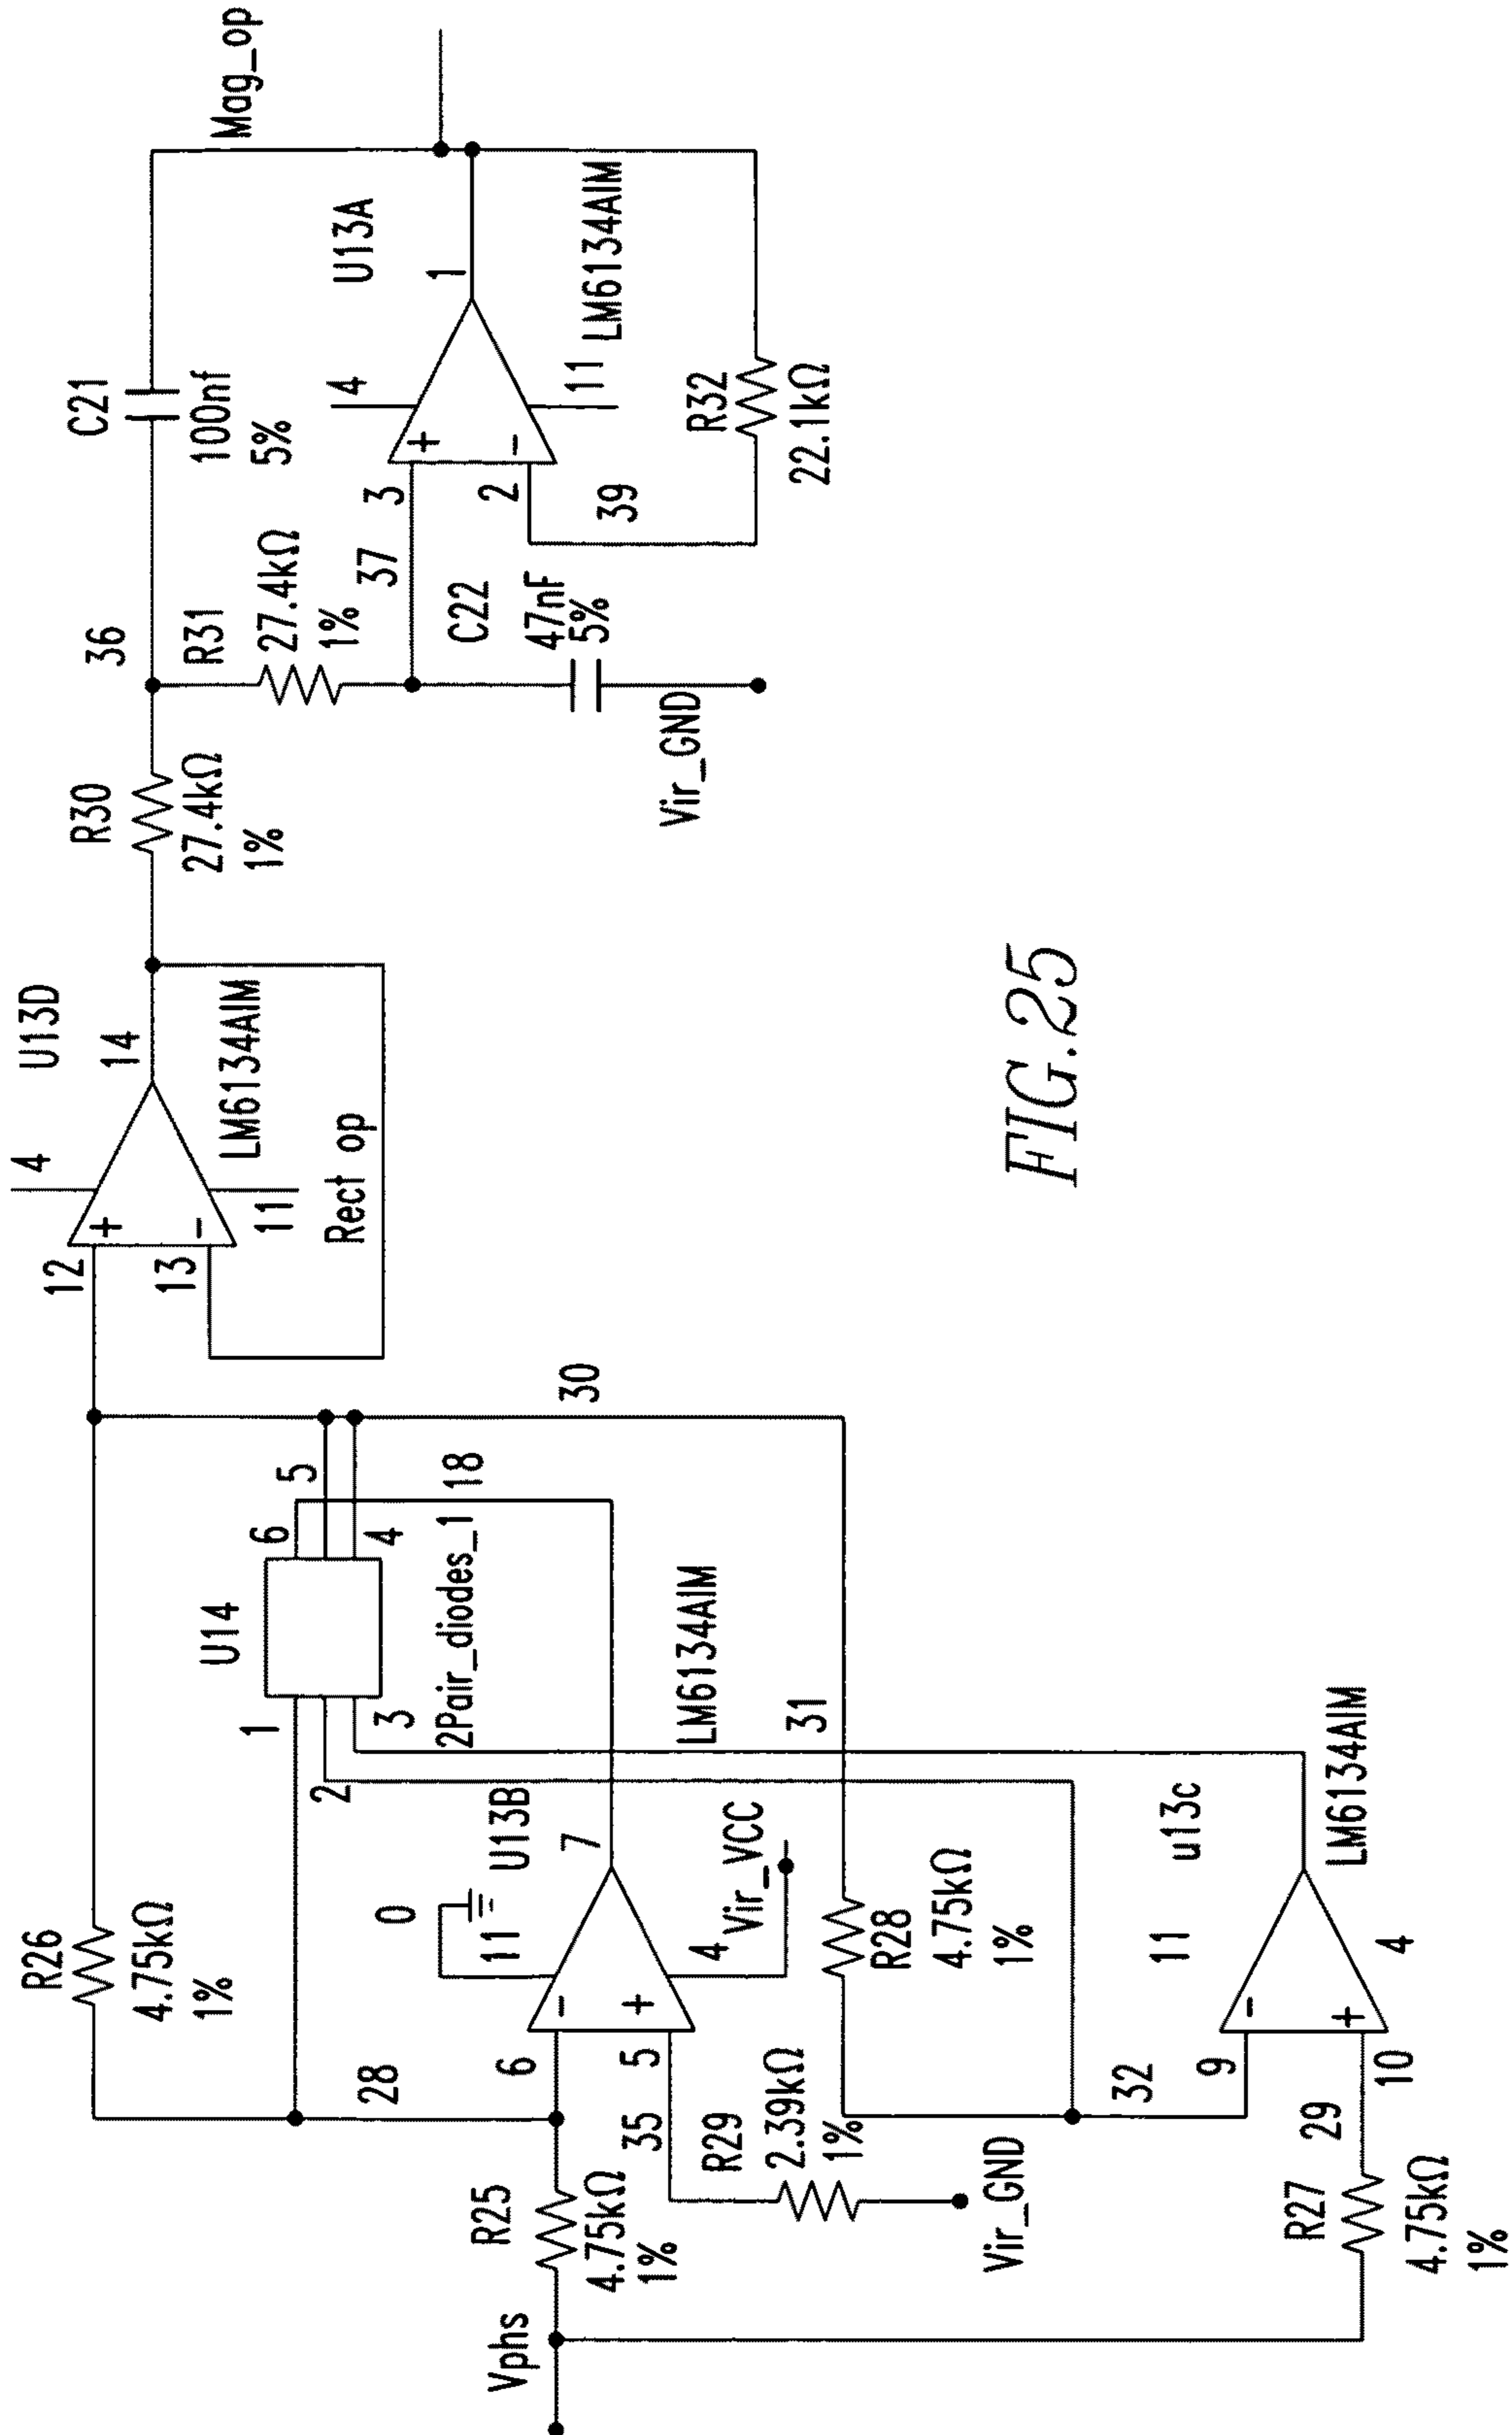 Vphs
R25
4.75kΩ
1%
R26
4.75kΩ
1%
28
6
5
35
R29
2.39kΩ
1%
Vir_GND
0
11
U13B
7
4
Vir_VCC
LM6134AIM
U14
1
2
3
6
5
4
2Pair_diodes_1
18
30
31
R28
4.75kΩ
1%
R27
4.75kΩ
1%
29
10
32
9
11
4
u13c
LM6134AIM
12
13
4
11
U13D
14
LM6134AIM
Rect op
R30
27.4kΩ
1%
36
R31
27.4kΩ
1%
37
C22
47nF
5%
Vir_GND
C21
100nf
5%
3
2
39
4
11
1
U13A
LM6134AIM
R32
22.1kΩ
Mag_op
FIG.25